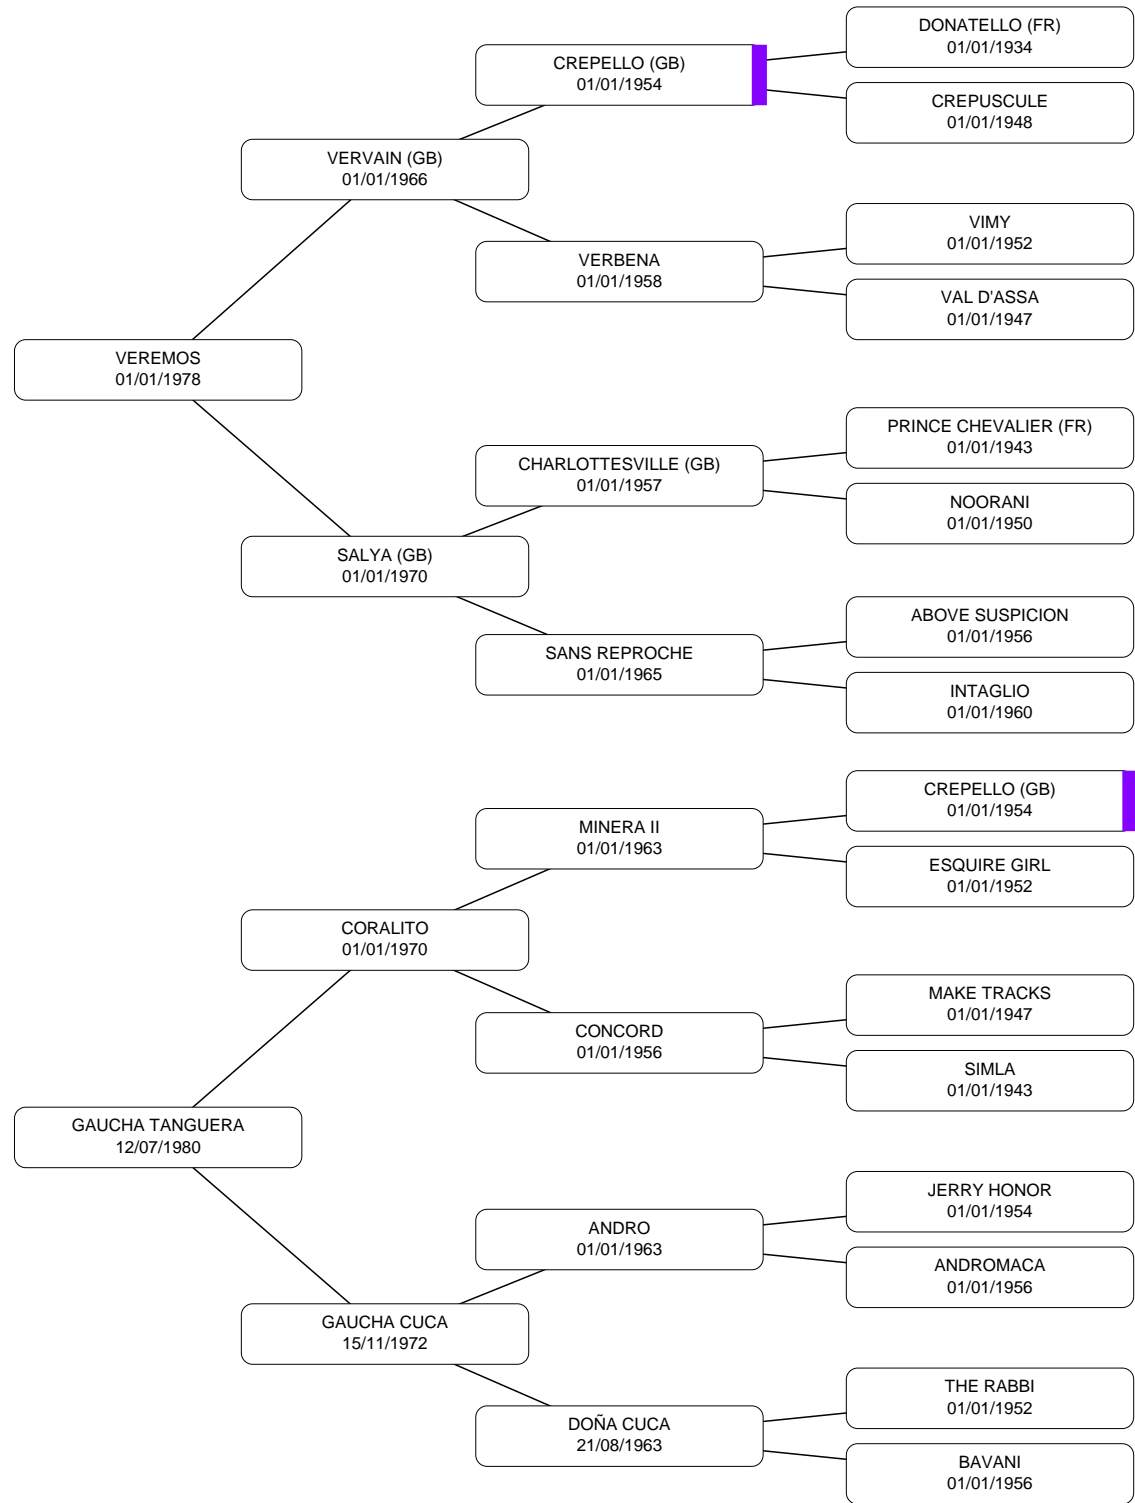 DONATELLO (FR)
01/01/1934
CREPELLO (GB)
01/01/1954
CREPUSCULE
01/01/1948
VERVAIN (GB)
01/01/1966
VIMY
01/01/1952
VERBENA
01/01/1958
VAL D'ASSA
01/01/1947
VEREMOS
01/01/1978
PRINCE CHEVALIER (FR)
01/01/1943
CHARLOTTESVILLE (GB)
01/01/1957
NOORANI
01/01/1950
SALYA (GB)
01/01/1970
ABOVE SUSPICION
01/01/1956
SANS REPROCHE
01/01/1965
INTAGLIO
01/01/1960
CREPELLO (GB)
01/01/1954
MINERA II
01/01/1963
ESQUIRE GIRL
01/01/1952
CORALITO
01/01/1970
MAKE TRACKS
01/01/1947
CONCORD
01/01/1956
SIMLA
01/01/1943
GAUCHA TANGUERA
12/07/1980
JERRY HONOR
01/01/1954
ANDRO
01/01/1963
ANDROMACA
01/01/1956
GAUCHA CUCA
15/11/1972
THE RABBI
01/01/1952
DOÑA CUCA
21/08/1963
BAVANI
01/01/1956